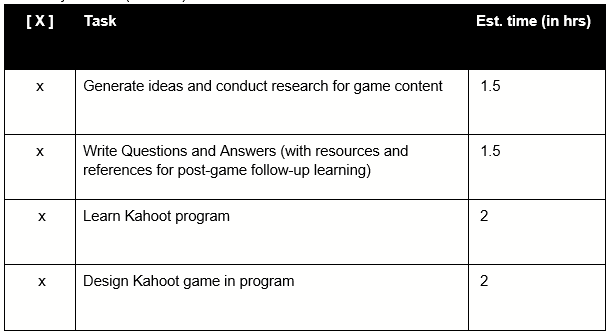 [ X ] Task Est. time (in hrs)
x Generate ideas and conduct research for game content 1.5
x Write Questions and Answers (with resources and 1.5
references for post-game follow-up learning)
x Learn Kahoot program 2
x Design Kahoot game in program 2